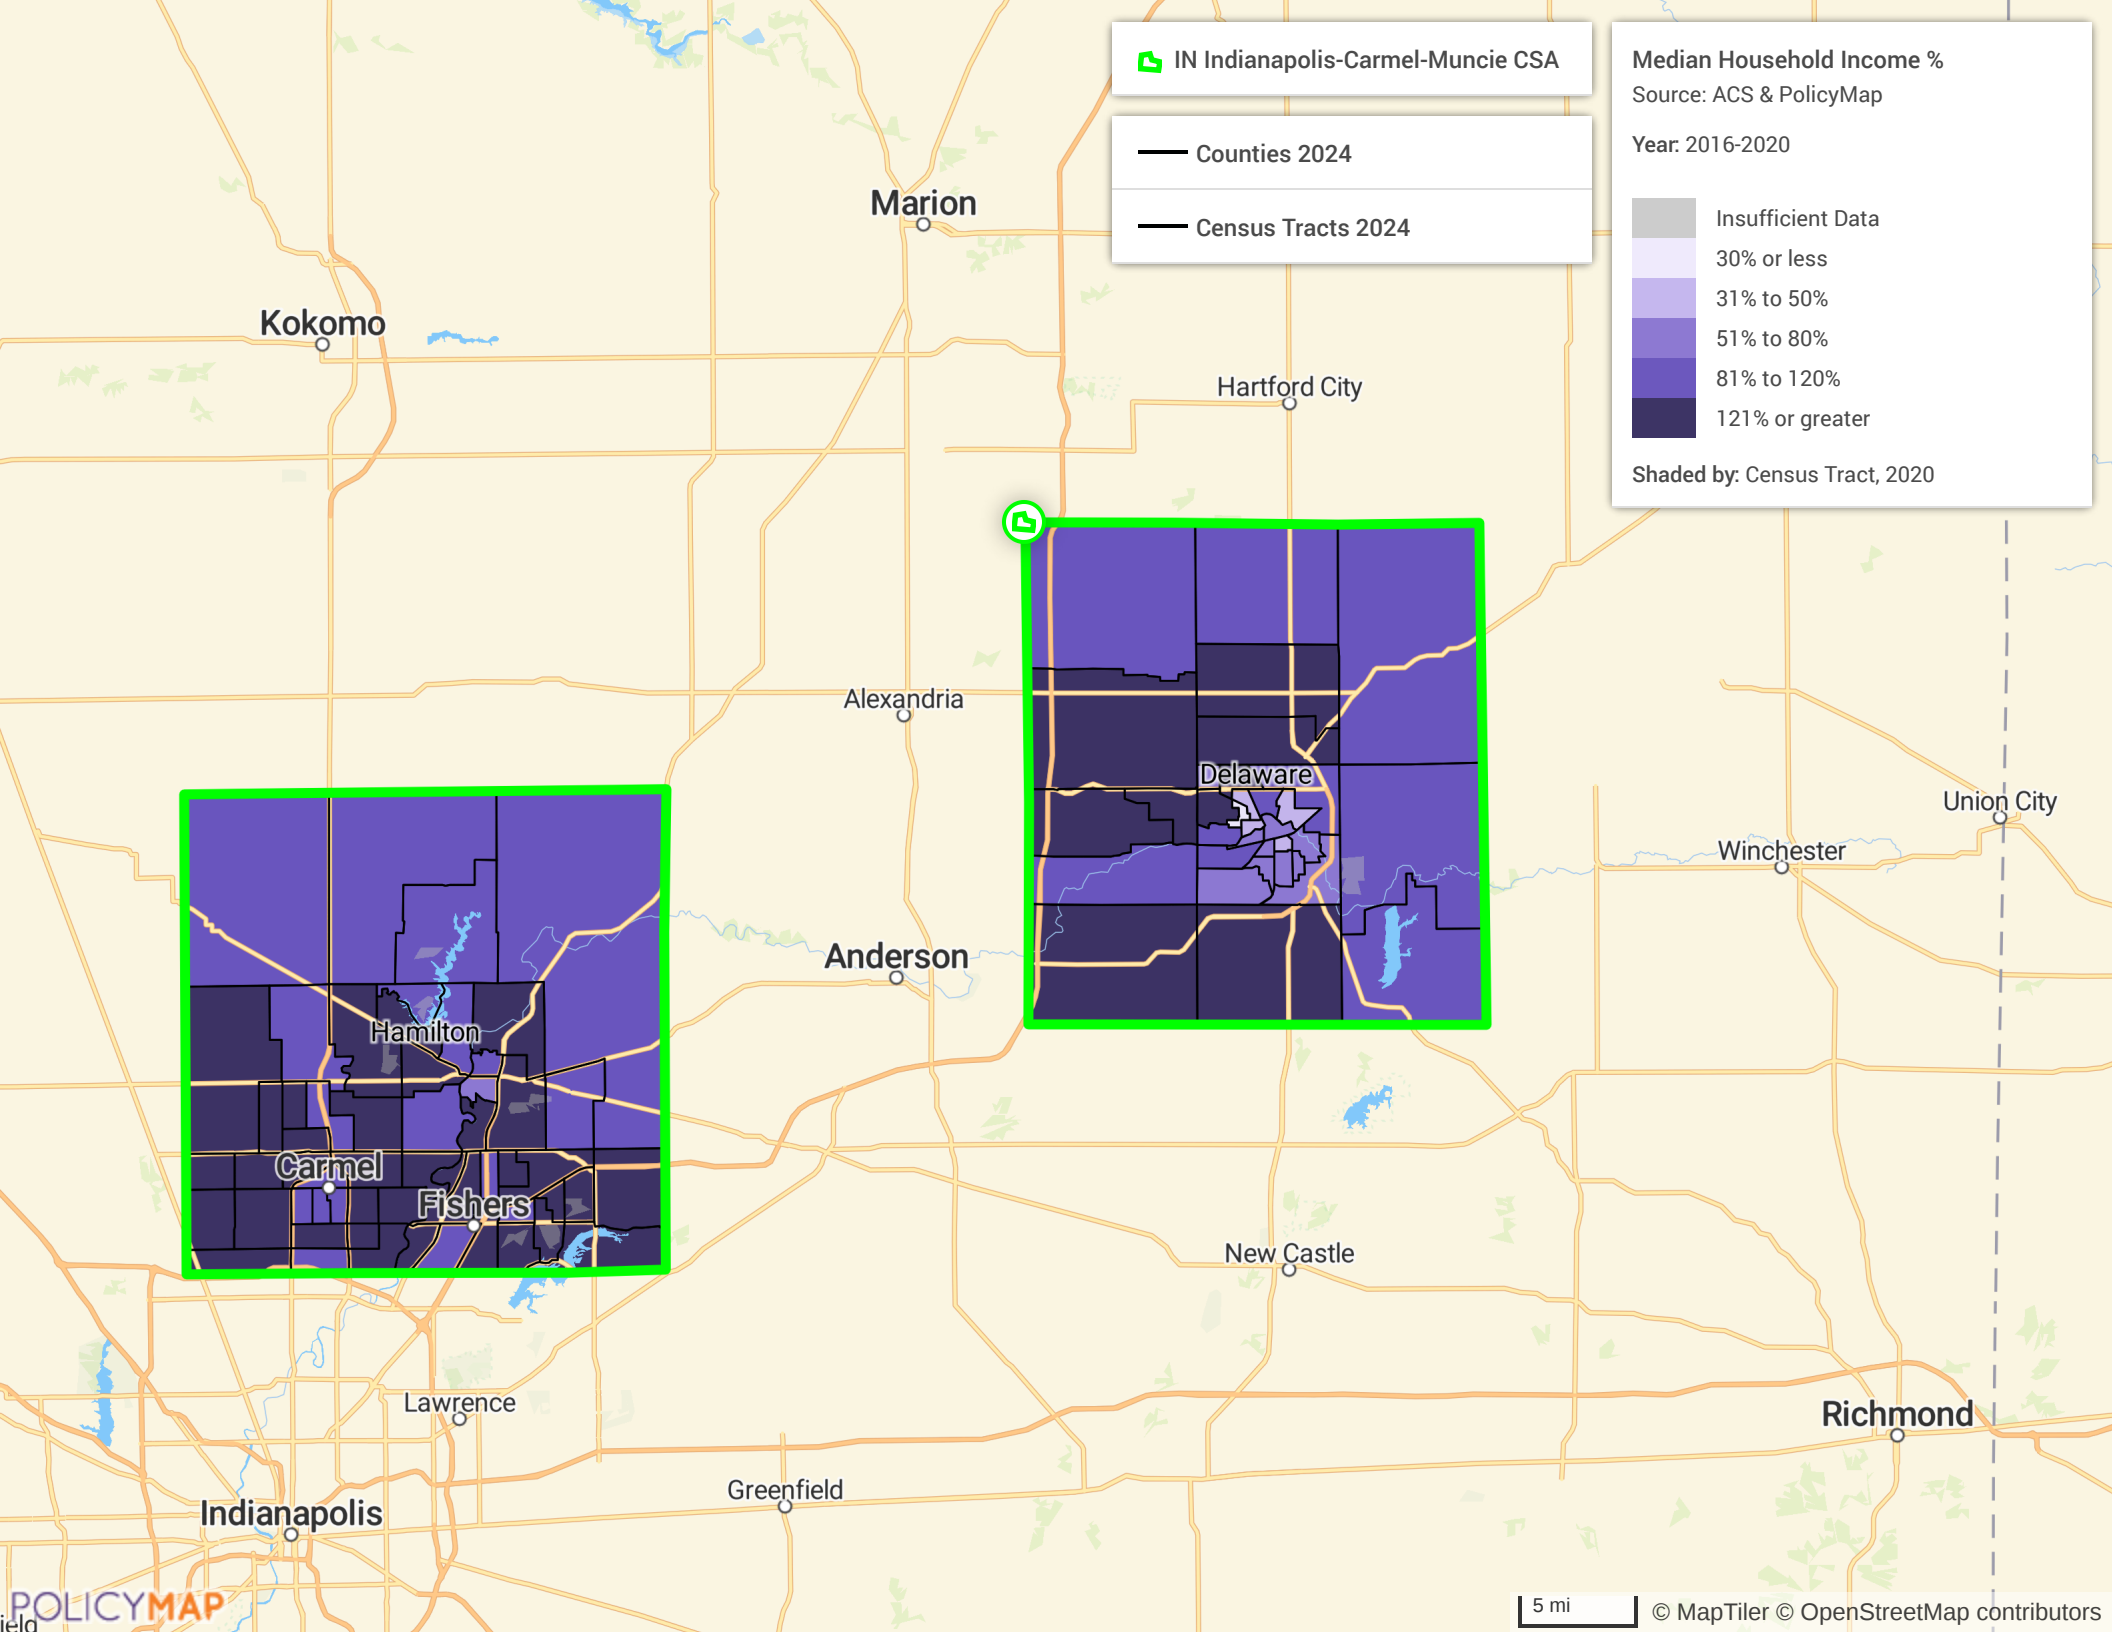 IN Indianapolis-Carmel-Muncie CSA
Counties 2024
Census Tracts 2024
Median Household Income %
Source: ACS & PolicyMap
Year: 2016-2020
Insufficient Data
30% or less
31% to 50%
51% to 80%
81% to 120%
121% or greater
Shaded by: Census Tract, 2020
Marion
Kokomo
Hartford City
Alexandria
Delaware
Union City
Winchester
Anderson
Hamilton
Carmel
Fishers
New Castle
Lawrence
Richmond
Greenfield
Indianapolis
POLICYMAP
ield
5 mi
© MapTiler © OpenStreetMap contributors